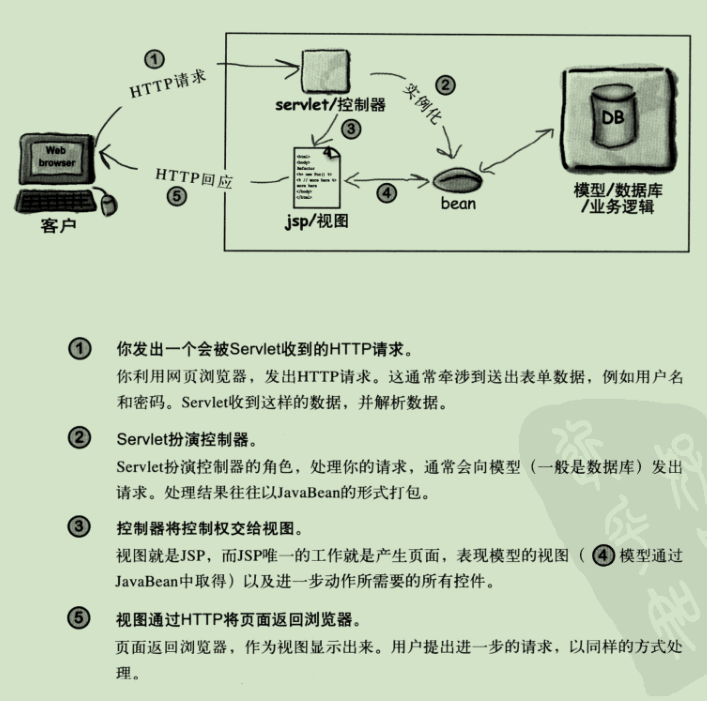 ①
HTTP请求
servlet/控制器
②
实例化
③
DB
Web
browser
<html>
<body>
more here
</body>
</html>
HTTP回应
⑤
④
bean
模型/数据库
/业务逻辑
客户
jsp/视图
① 你发出一个会被Servlet收到的HTTP请求。
你利用网页浏览器，发出HTTP请求。这通常牵涉到送出表单数据，例如用户名
和密码。Servlet收到这样的数据，并解析数据。
② Servlet扮演控制器。
Servlet扮演控制器的角色，处理你的请求，通常会向模型（一般是数据库）发出
请求。处理结果往往以JavaBean的形式打包。
③ 控制器将控制权交给视图。
视图就是JSP，而JSP唯一的工作就是产生页面，表现模型的视图（ ④ 模型通过
JavaBean中取得）以及进一步动作所需要的所有控件。
⑤ 视图通过HTTP将页面返回浏览器。
页面返回浏览器，作为视图显示出来。用户提出进一步的请求，以同样的方式处
理。